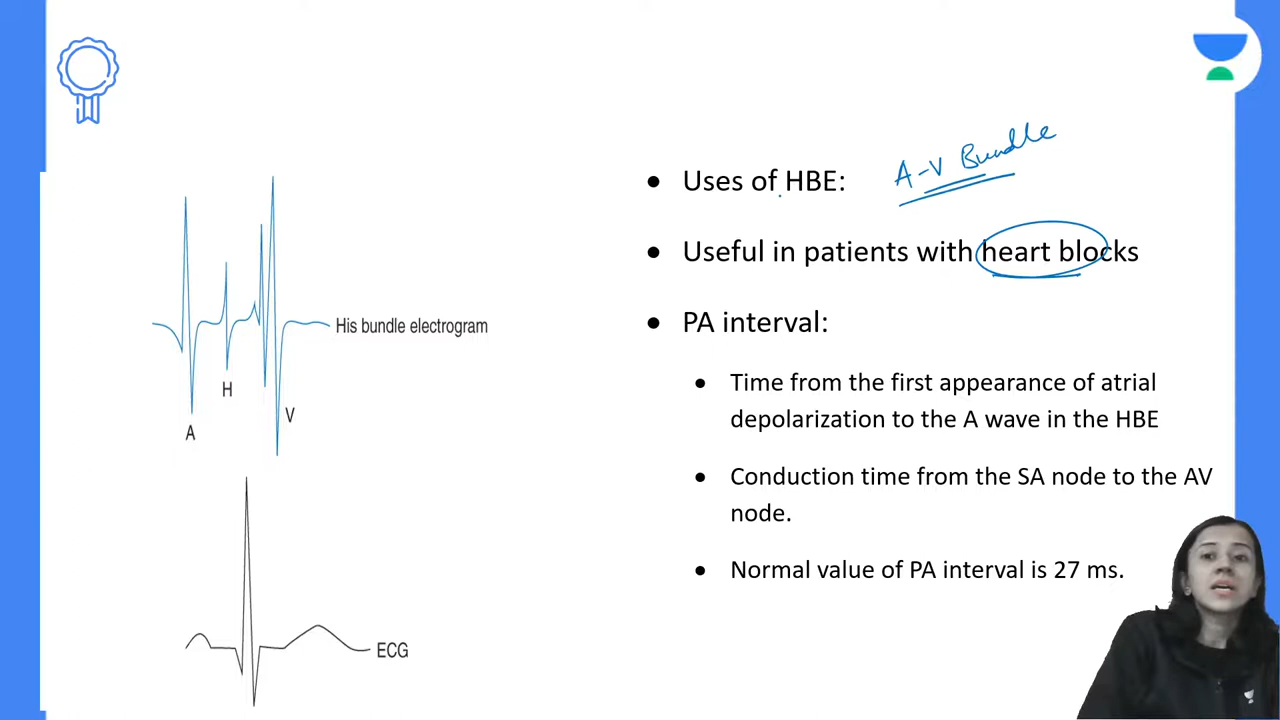 A-V Bundle
• Uses of HBE:
• Useful in patients with heart blocks
• PA interval:
• Time from the first appearance of atrial
depolarization to the A wave in the HBE
• Conduction time from the SA node to the AV
node.
• Normal value of PA interval is 27 ms.
His bundle electrogram
H
V
A
ECG